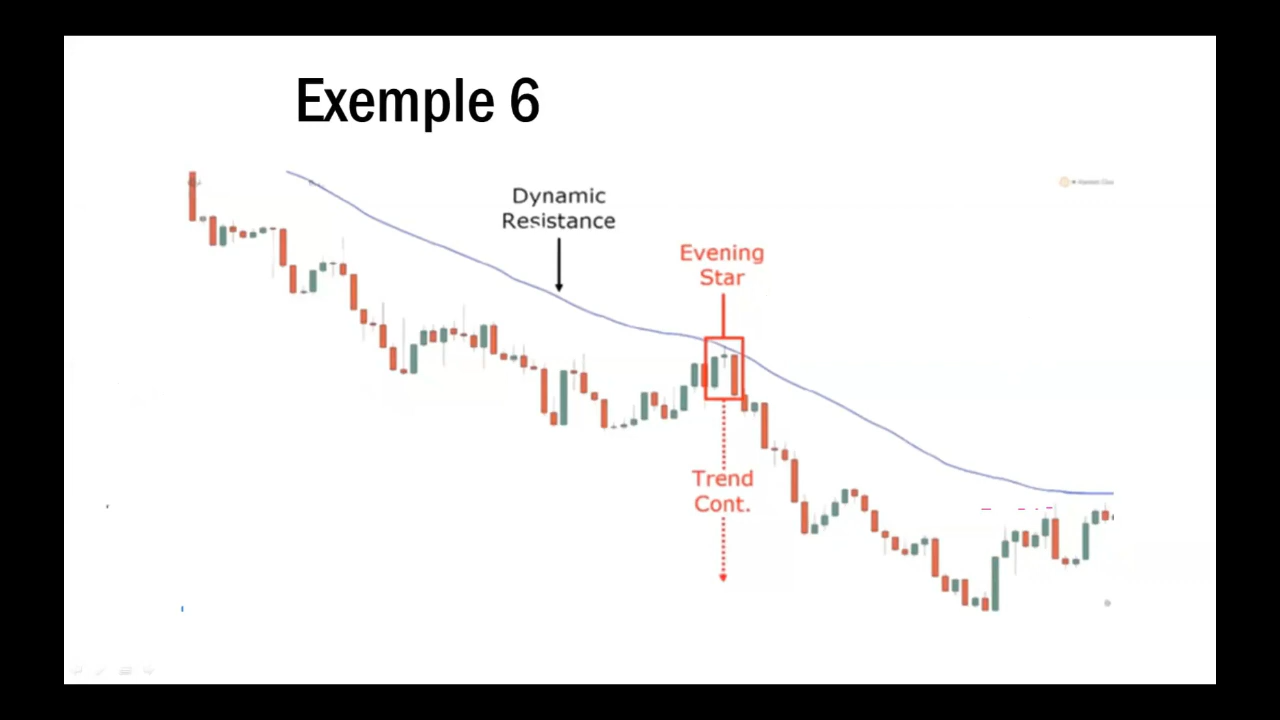 Exemple 6
Dynamic
Resistance
Evening
Star
Trend
Cont.